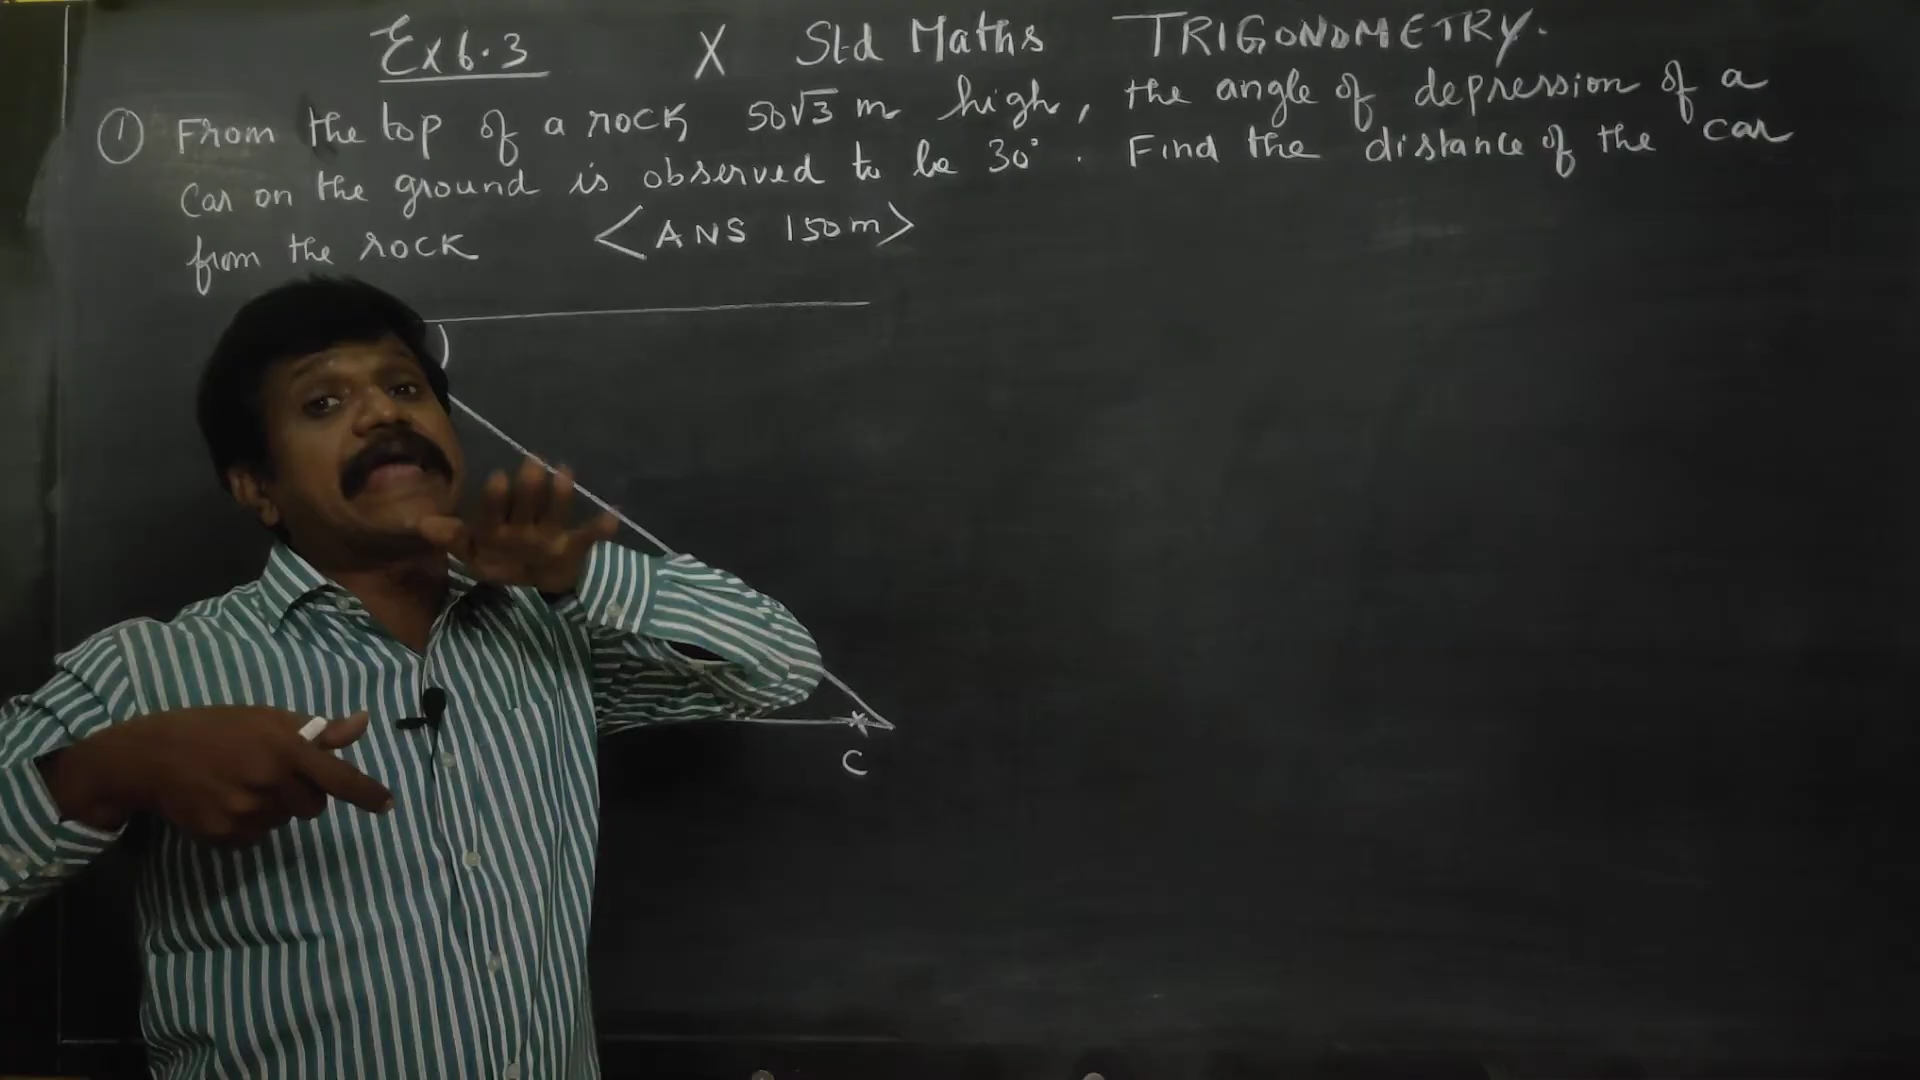 Ex 6.3 X Std Maths TRIGONOMETRY.
① From the top of a rock 50√3 m high, the angle of depression of a
car on the ground is observed to be 30°. Find the distance of the car
from the rock <ANS 150m>
C